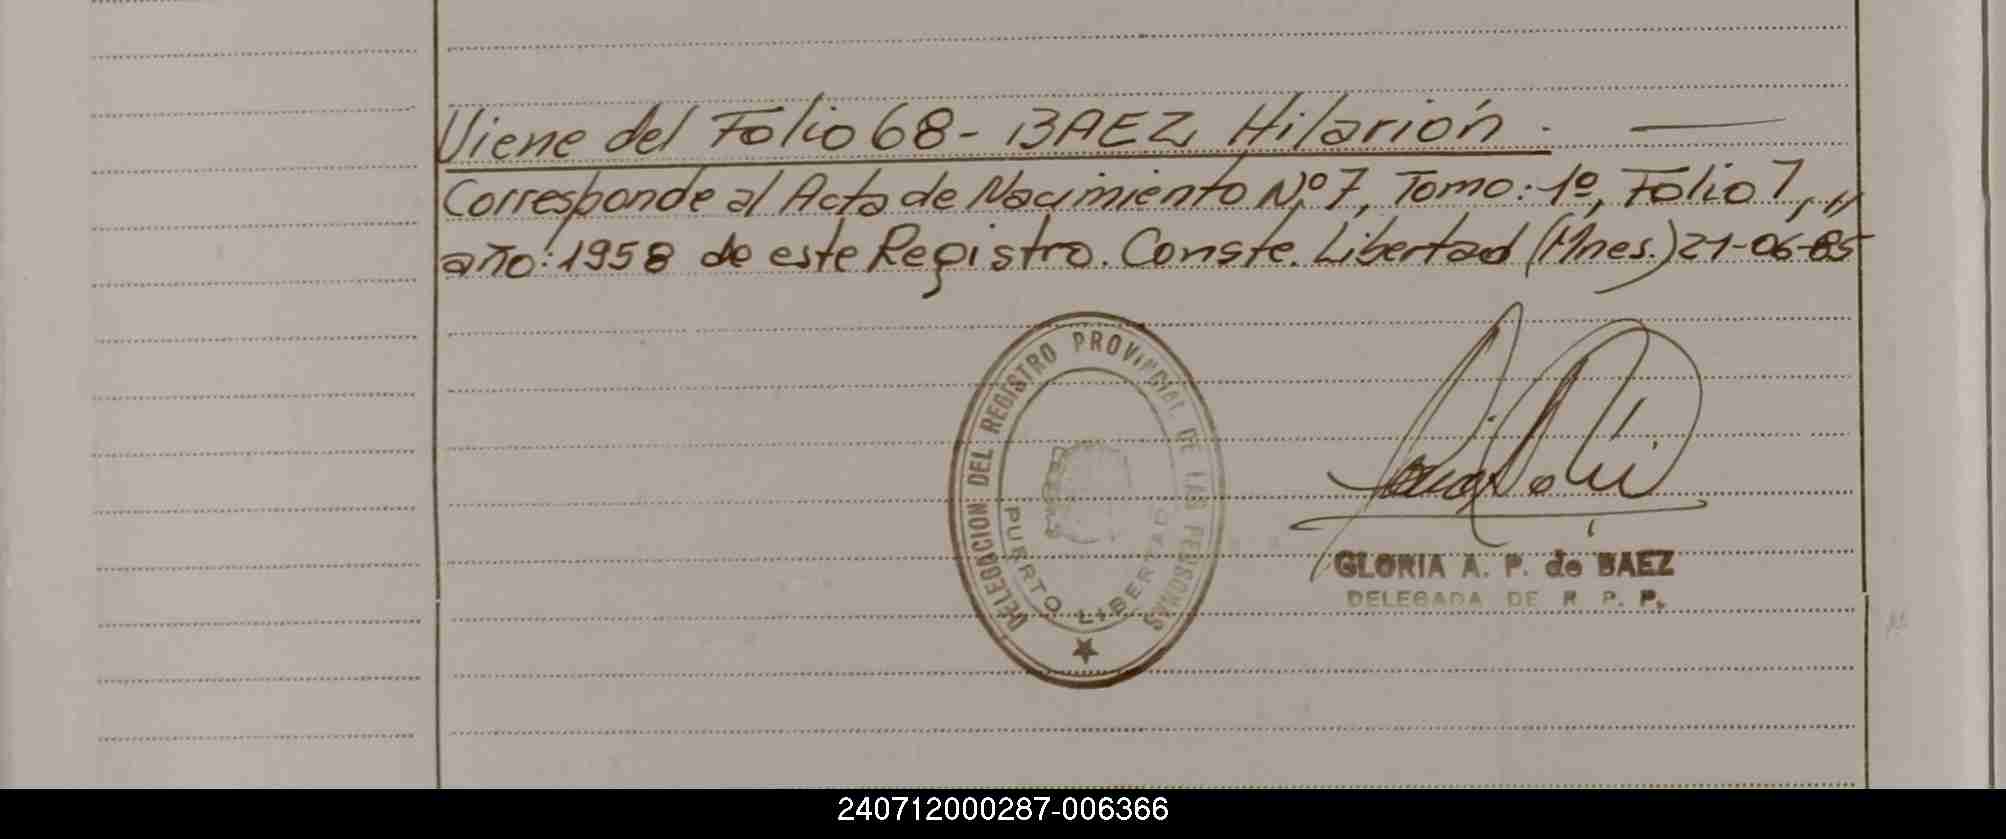 Viene del Folio 68- BAEZ, Hilarión. —
Corresponde al Acta de Nacimiento Nº 7, Tomo: 1º, Folio 7, //
año: 1958 de este Registro. Conste. Libertad (Mnes.) 21-06-85
DELEGACION DEL REGISTRO PROVINCIAL DE LAS PERSONAS
PUERTO LIBERTAD
GLORIA A. P. de BAEZ
DELEGADA DE R. P. P.
240712000287-006366